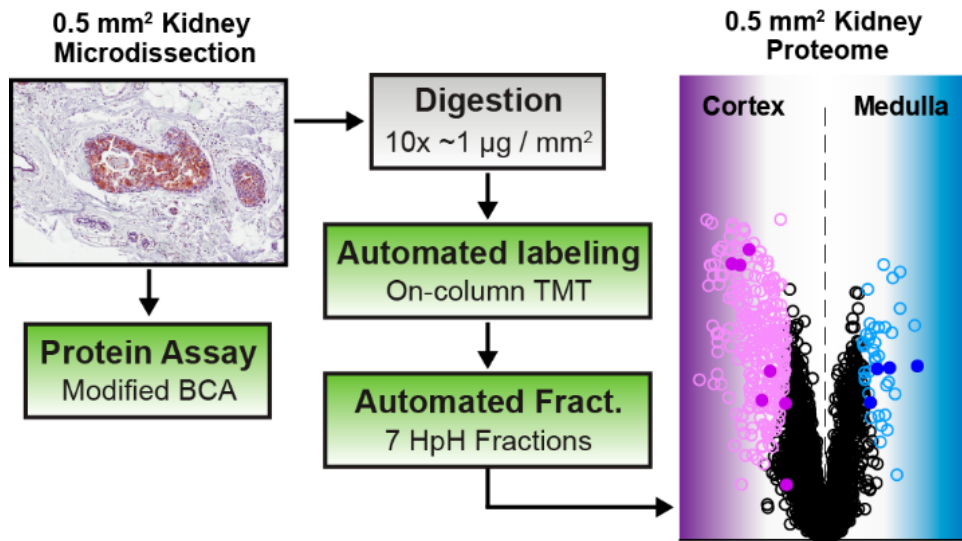 0.5 mm² Kidney
Microdissection
Digestion
10x ~1 µg / mm²
Automated labeling
On-column TMT
Protein Assay
Modified BCA
Automated Fract.
7 HpH Fractions
0.5 mm² Kidney
Proteome
Cortex
Medulla